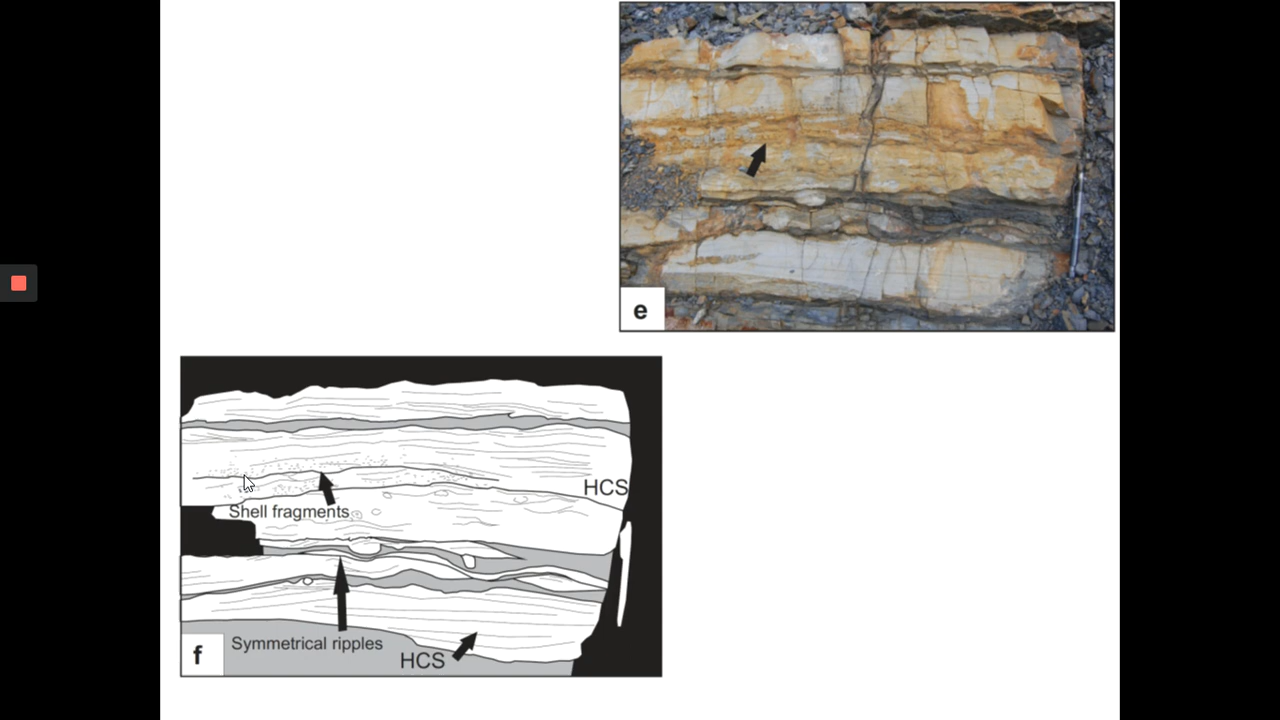 e
HCS
Shell fragments
Symmetrical ripples
f
HCS